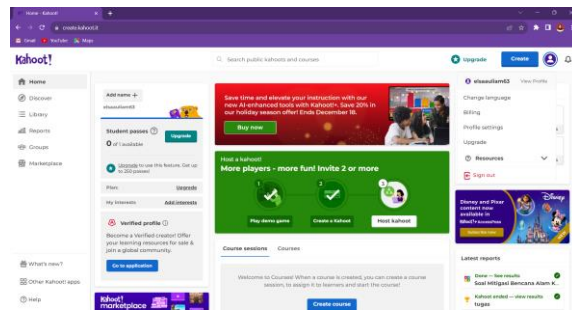 Home - Kahoot!
create.kahoot.it
Gmail YouTube Maps
Kahoot!
Search public kahoots and courses
Upgrade
Create
Home
Discover
Library
Reports
Groups
Marketplace
What's new?
Other Kahoot! apps
Help
Add name +
Student passes
Upgrade
0 of 1 available
Upgrade to use this feature. Get up
to 250 passes!
Plan: Upgrade
My interests Add interests
Verified profile
Become a Verified creator! Offer
your learning resources for sale &
join a global community.
Go to application
Kahoot!
marketplace
Save time and elevate your instruction with our
new AI-enhanced tools with Kahoot!+. Save 20% in
our holiday season offer! Ends December 18.
Buy now
Host a kahoot!
More players - more fun! Invite 2 or more
1
2
3
Play demo game
Create a Kahoot
Host kahoot
Course sessions Courses
Welcome to Courses! When a course is created, you can create a course
session, to assign it to learners and start the course!
Create course
View Profile
Change language
Billing
Profile settings
Upgrade
Resources
Sign out
Disney and Pixar
content now
available in
Disney
Latest reports
Done — See results
Soal Mitigasi Bencana Alam K...
Kahoot ended — view results
tugas